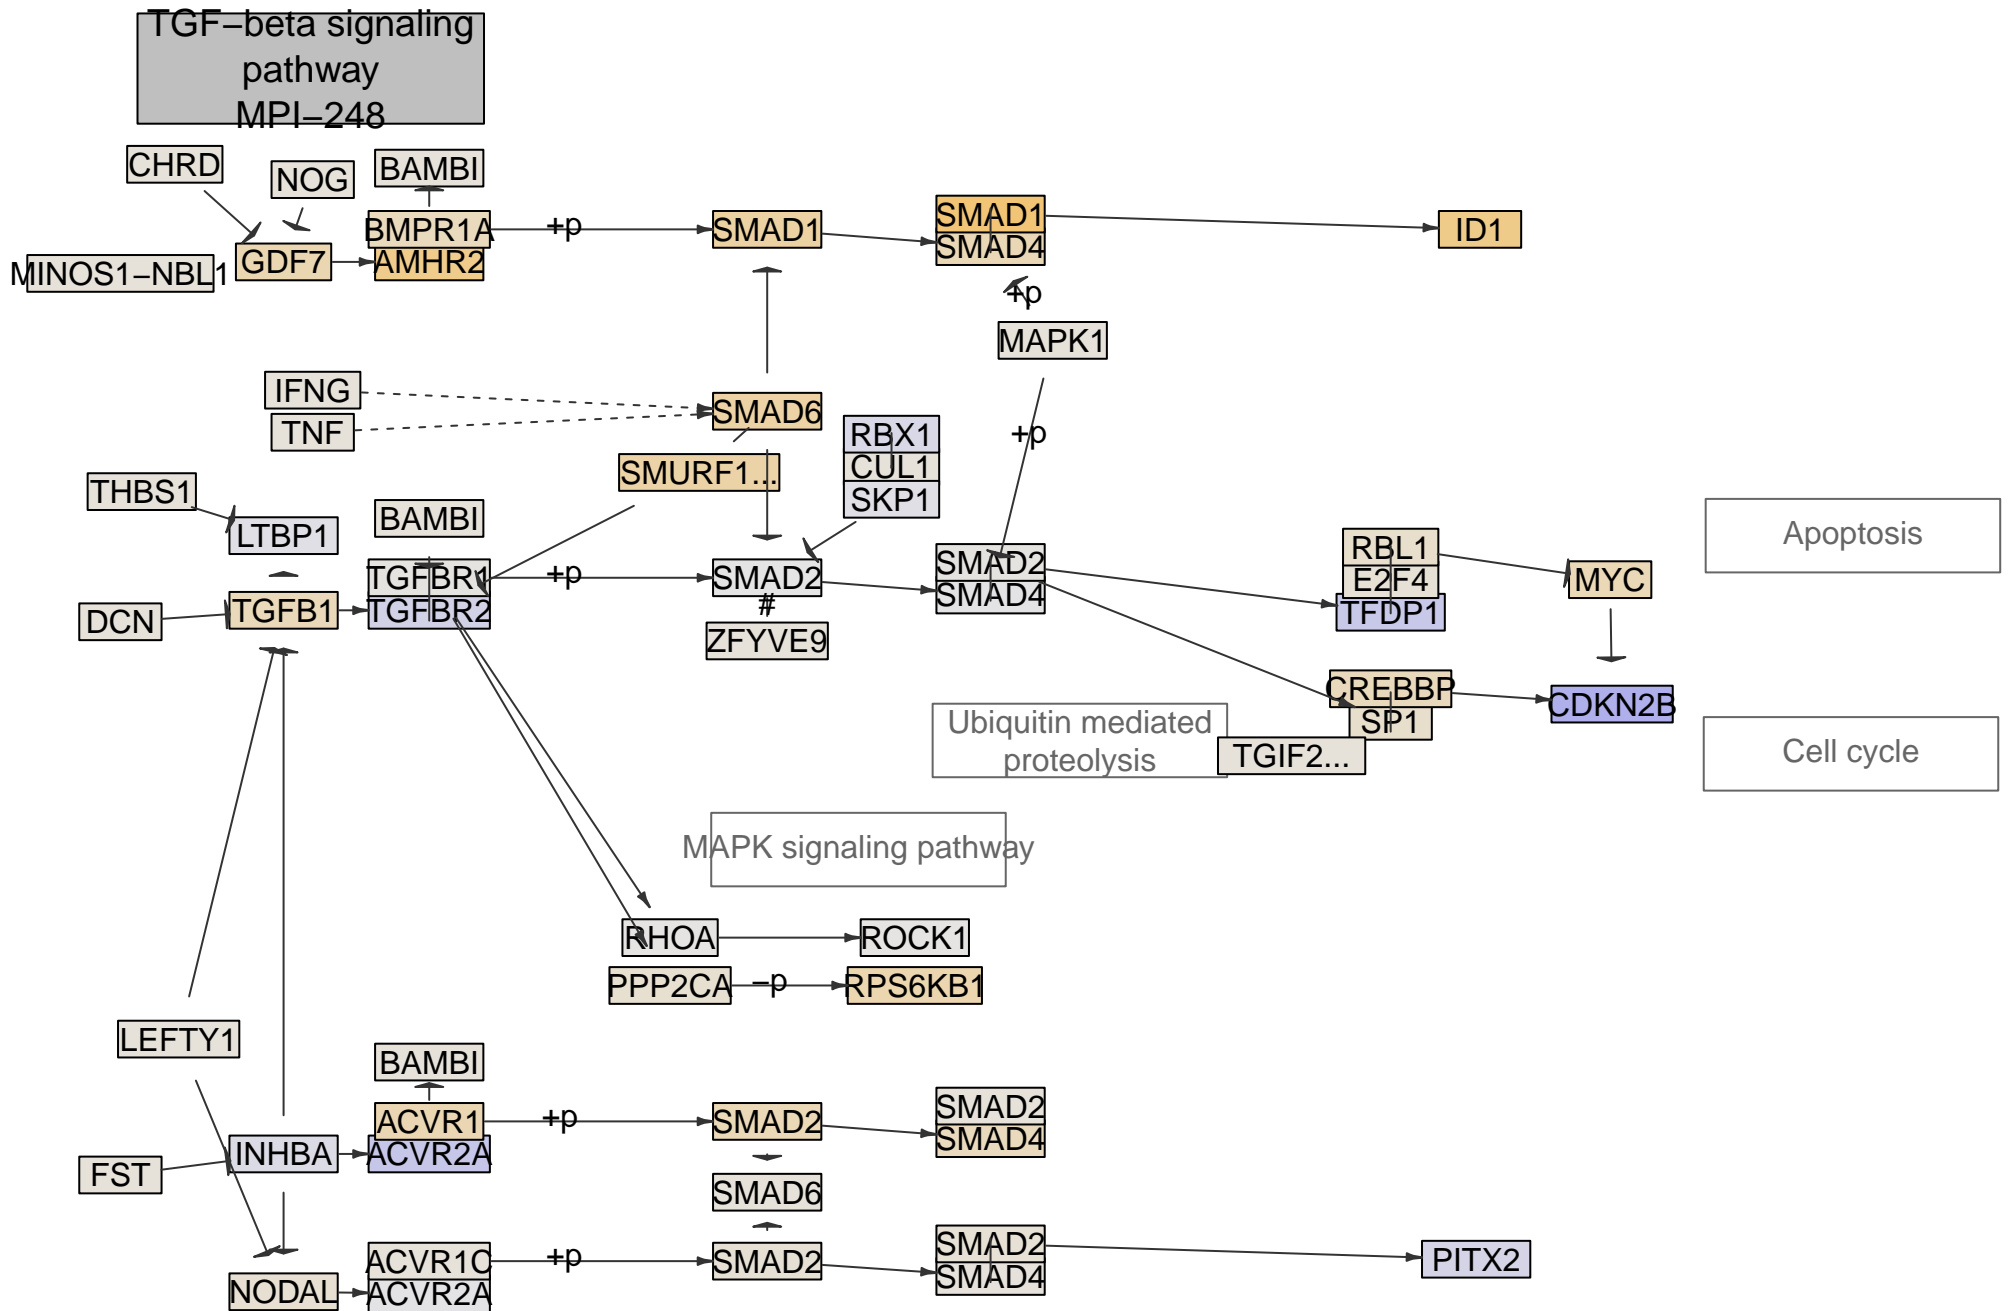 TGF−beta signaling
pathway
MPI−248
CHRD
NOG
BAMBI
BMPR1A
+p
SMAD1
SMAD1
ID1
MINOS1−NBL1
GDF7
AMHR2
SMAD4
+p
MAPK1
IFNG
SMAD6
TNF
RBX1
+p
CUL1
SMURF1...
THBS1
SKP1
BAMBI
LTBP1
Apoptosis
RBL1
TGFBR1
+p
SMAD2
SMAD2
E2F4
MYC
DCN
TGFB1
TGFBR2
#
SMAD4
TFDP1
ZFYVE9
CREBBP
CDKN2B
Ubiquitin mediated
proteolysis
SP1
TGIF2...
Cell cycle
MAPK signaling pathway
RHOA
ROCK1
PPP2CA
−p
RPS6KB1
LEFTY1
BAMBI
ACVR1
+p
SMAD2
SMAD2
INHBA
ACVR2A
SMAD4
FST
SMAD6
ACVR1C
+p
SMAD2
SMAD2
PITX2
NODAL
ACVR2A
SMAD4